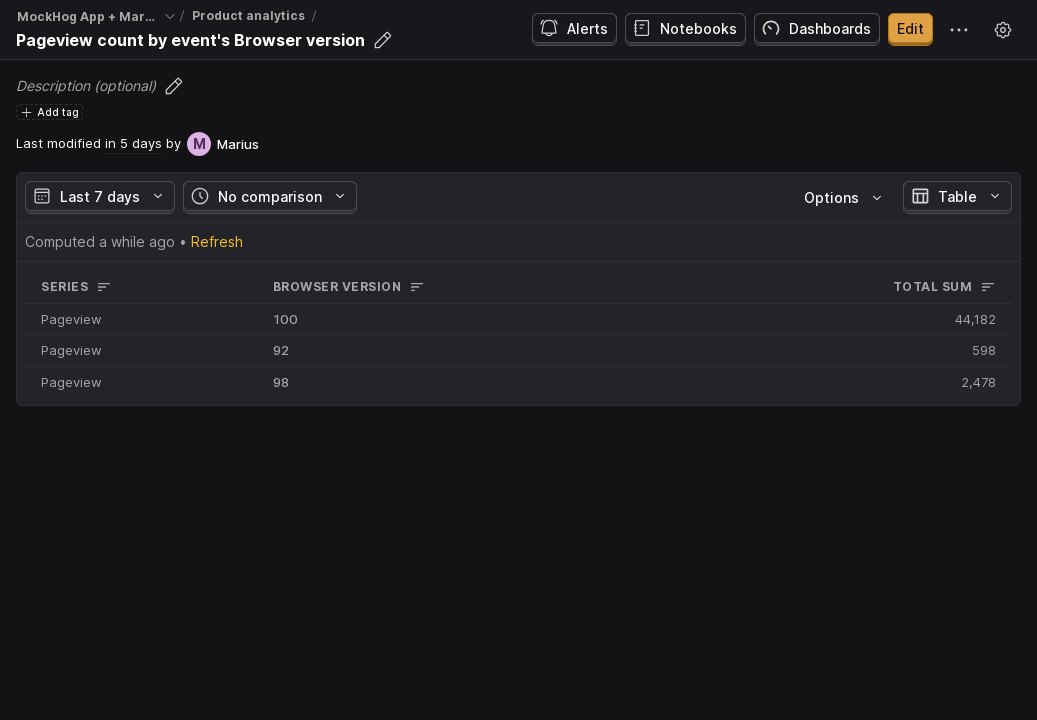 MockHog App + Mar... / Product analytics /
Pageview count by event's Browser version
Alerts Notebooks Dashboards Edit
Description (optional)
Add tag
Last modified in 5 days by M Marius
Last 7 days No comparison Options Table
Computed a while ago • Refresh
SERIES BROWSER VERSION TOTAL SUM
Pageview 100 44,182
Pageview 92 598
Pageview 98 2,478